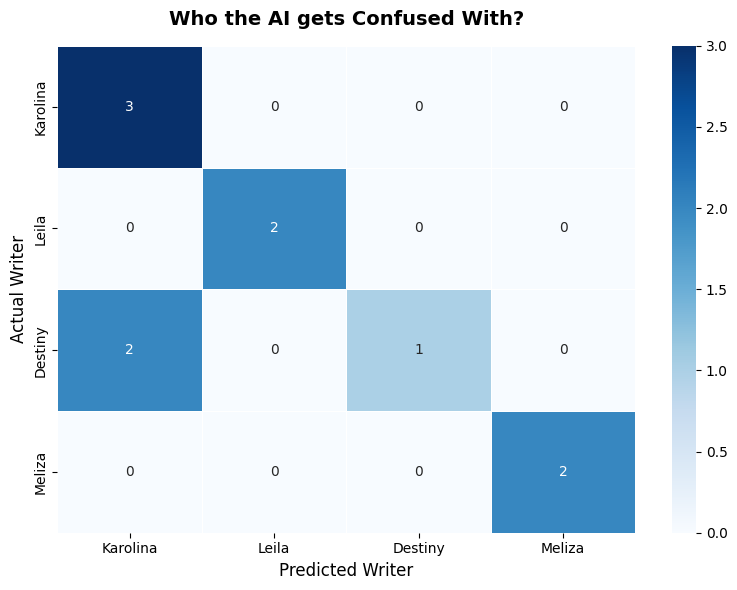 Who the AI gets Confused With?
Actual Writer
Karolina
3 0 0 0
Leila
0 2 0 0
Destiny
2 0 1 0
Meliza
0 0 0 2
Karolina Leila Destiny Meliza
Predicted Writer
3.0
2.5
2.0
1.5
1.0
0.5
0.0